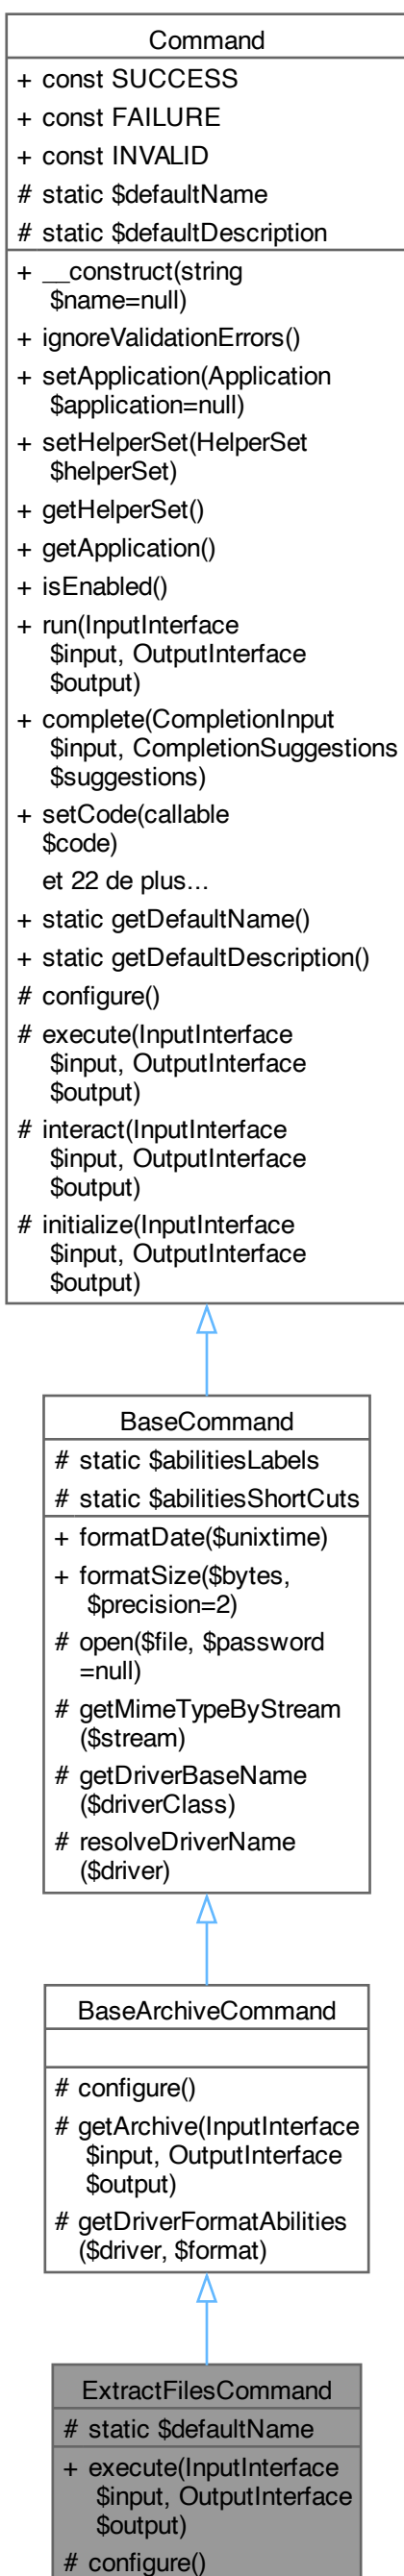 Command
+ const SUCCESS
+ const FAILURE
+ const INVALID
# static $defaultName
# static $defaultDescription
+ __construct(string
$name=null)
+ ignoreValidationErrors()
+ setApplication(Application
$application=null)
+ setHelperSet(HelperSet
$helperSet)
+ getHelperSet()
+ getApplication()
+ isEnabled()
+ run(InputInterface
$input, OutputInterface
$output)
+ complete(CompletionInput
$input, CompletionSuggestions
$suggestions)
+ setCode(callable
$code)
et 22 de plus...
+ static getDefaultName()
+ static getDefaultDescription()
# configure()
# execute(InputInterface
$input, OutputInterface
$output)
# interact(InputInterface
$input, OutputInterface
$output)
# initialize(InputInterface
$input, OutputInterface
$output)
BaseCommand
# static $abilitiesLabels
# static $abilitiesShortCuts
+ formatDate($unixtime)
+ formatSize($bytes,
$precision=2)
# open($file, $password
=null)
# getMimeTypeByStream
($stream)
# getDriverBaseName
($driverClass)
# resolveDriverName
($driver)
BaseArchiveCommand
# configure()
# getArchive(InputInterface
$input, OutputInterface
$output)
# getDriverFormatAbilities
($driver, $format)
ExtractFilesCommand
# static $defaultName
+ execute(InputInterface
$input, OutputInterface
$output)
# configure()